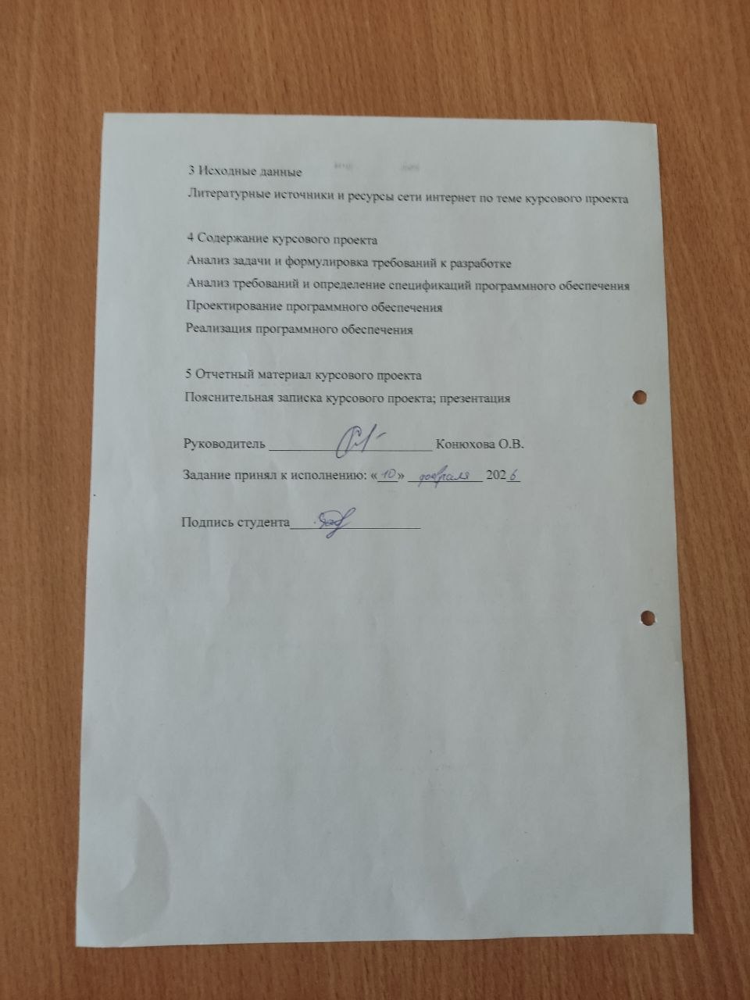 3 Исходные данные
Литературные источники и ресурсы сети интернет по теме курсового проекта
4 Содержание курсового проекта
Анализ задачи и формулировка требований к разработке
Анализ требований и определение спецификаций программного обеспечения
Проектирование программного обеспечения
Реализация программного обеспечения
5 Отчетный материал курсового проекта
Пояснительная записка курсового проекта; презентация
Руководитель Конюхова О.В.
Задание принял к исполнению: «10» февраля 2026
Подпись студента